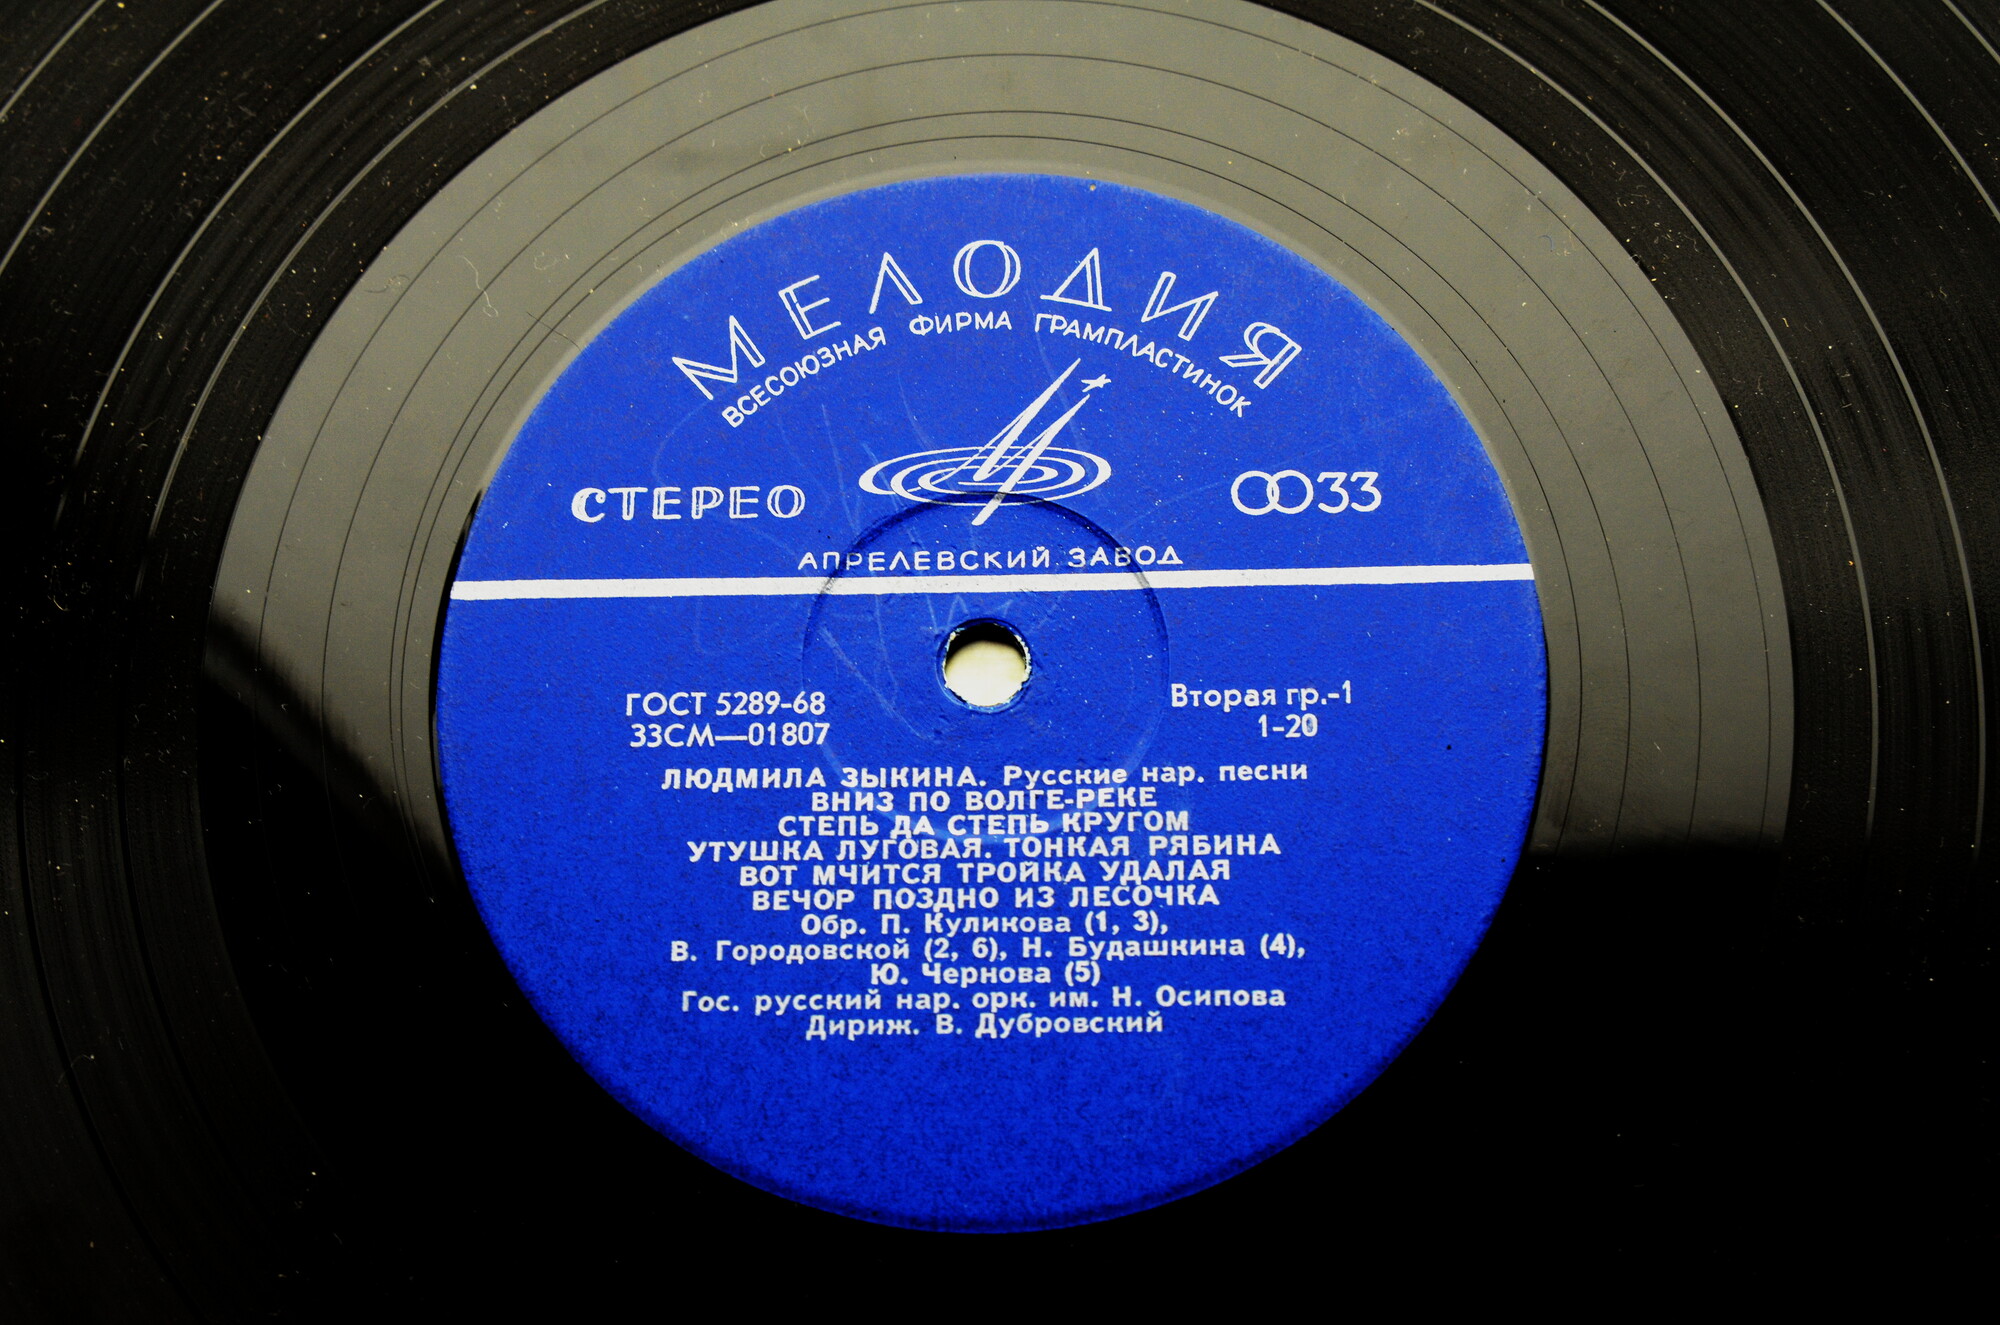 МЕЛОДИЯ
ВСЕСОЮЗНАЯ ФИРМА ГРАМПЛАСТИНОК
СТЕРЕО
33
АПРЕЛЕВСКИЙ ЗАВОД
ГОСТ 5289-68
33СМ—01807
Вторая гр.-1
1-20
ЛЮДМИЛА ЗЫКИНА. Русские нар. песни
ВНИЗ ПО ВОЛГЕ-РЕКЕ
СТЕПЬ ДА СТЕПЬ КРУГОМ
УТУШКА ЛУГОВАЯ. ТОНКАЯ РЯБИНА
ВОТ МЧИТСЯ ТРОЙКА УДАЛАЯ
ВЕЧОР ПОЗДНО ИЗ ЛЕСОЧКА
Обр. П. Куликова (1, 3),
В. Городовской (2, 6), Н. Будашкина (4),
Ю. Чернова (5)
Гос. русский нар. орк. им. Н. Осипова
Дириж. В. Дубровский